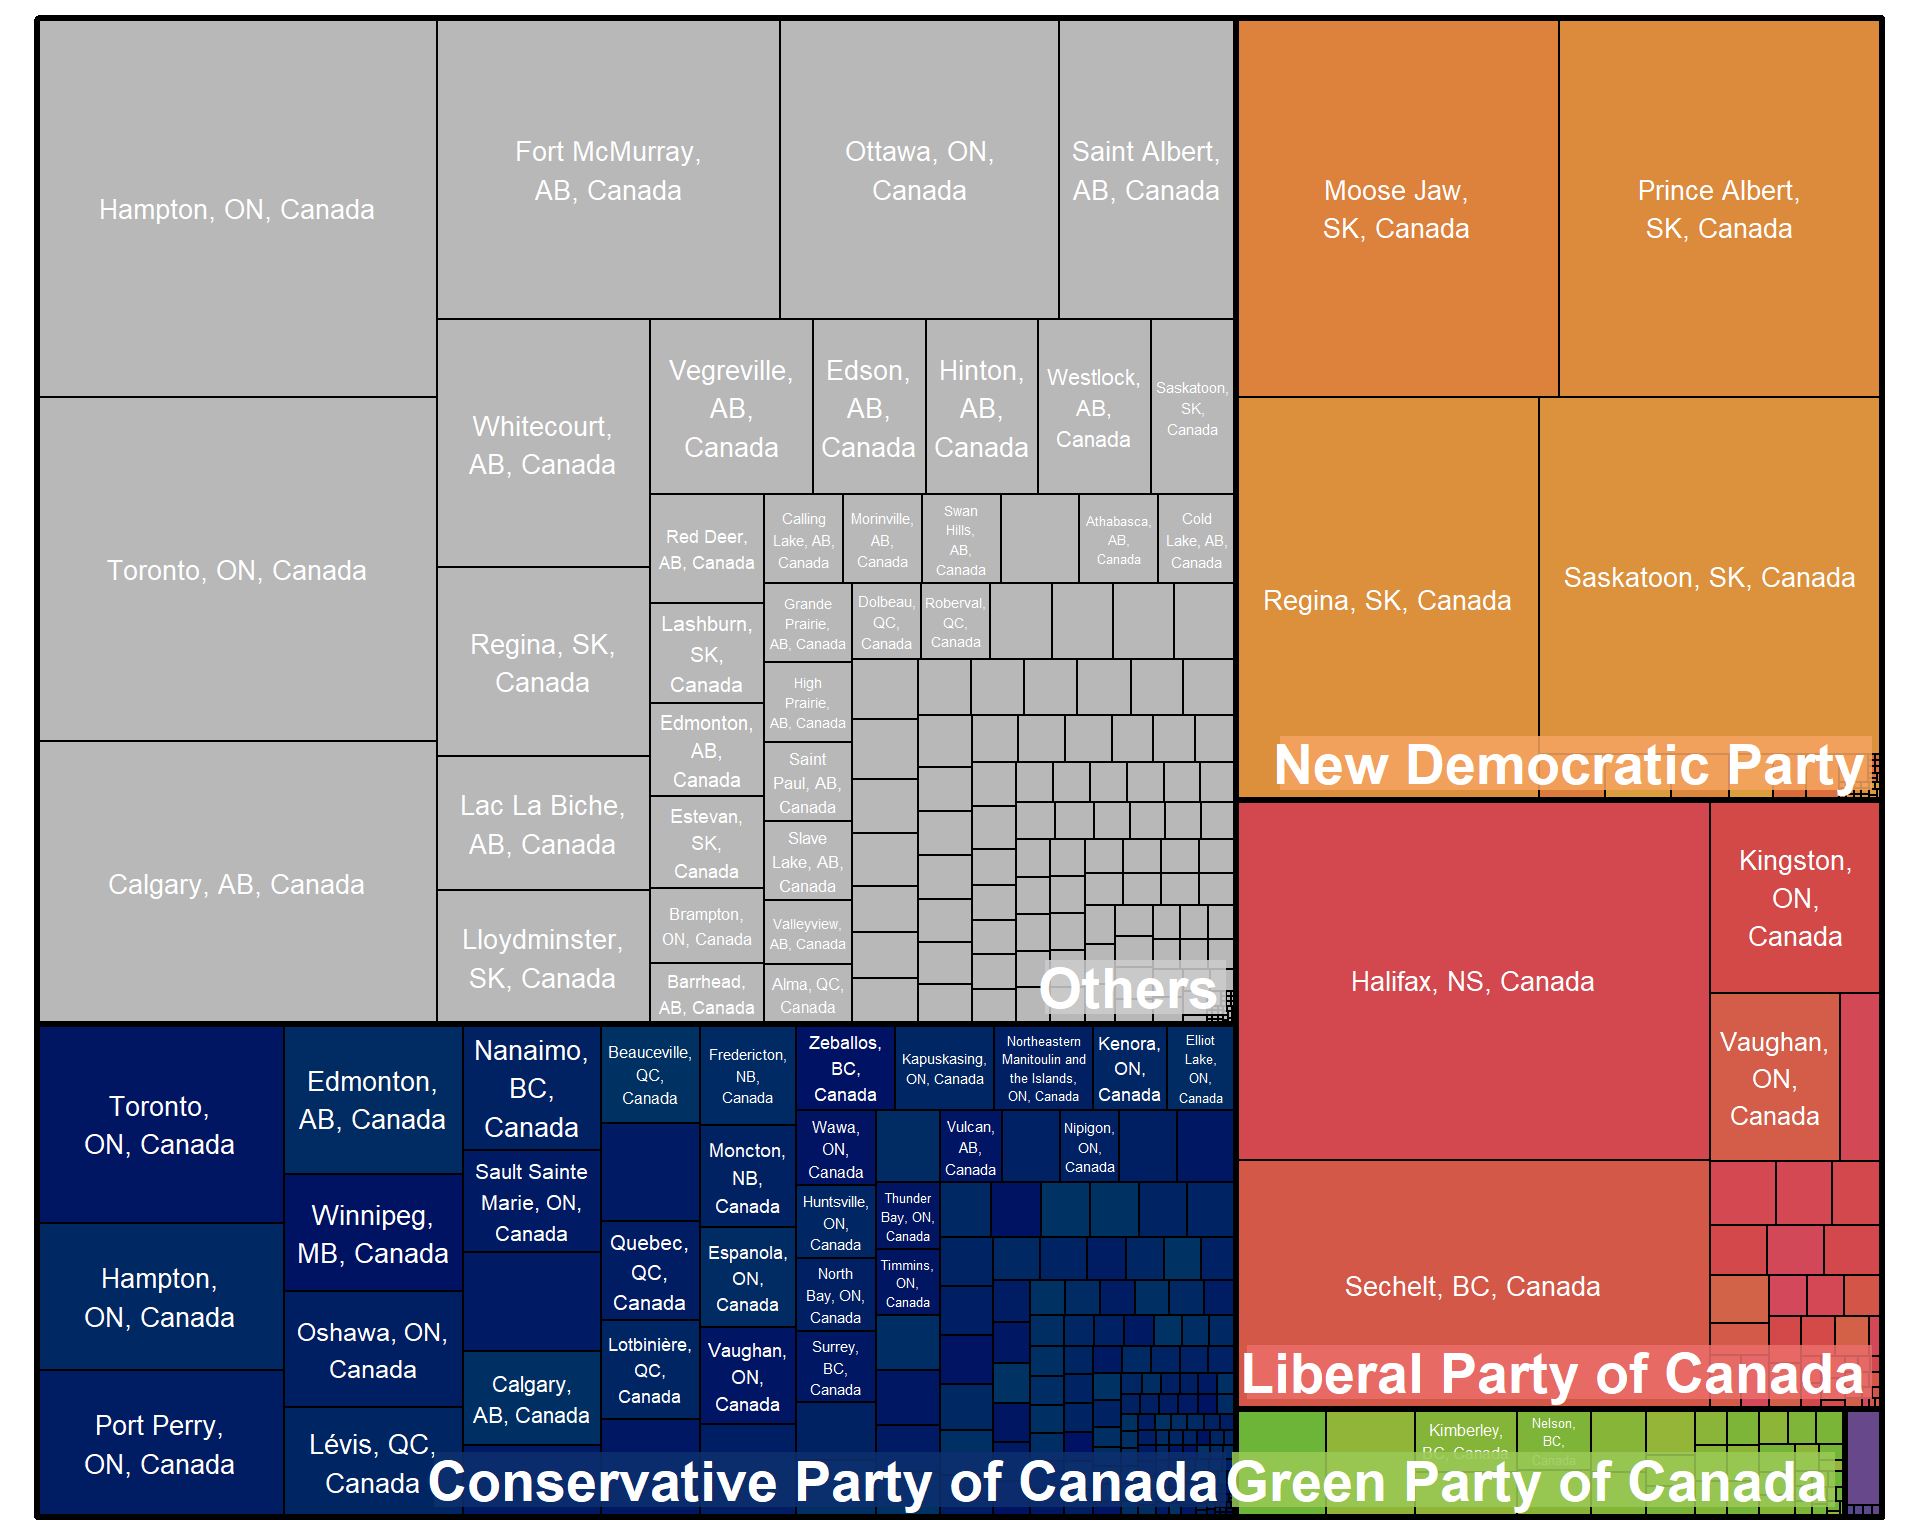 Hampton, ON, Canada
Fort McMurray,
AB, Canada
Ottawa, ON,
Canada
Saint Albert,
AB, Canada
Toronto, ON, Canada
Calgary, AB, Canada
Whitecourt,
AB, Canada
Vegreville,
AB,
Canada
Edson,
AB,
Canada
Hinton,
AB,
Canada
Westlock,
AB,
Canada
Saskatoon,
SK,
Canada
Regina, SK,
Canada
Lac La Biche,
AB, Canada
Lloydminster,
SK, Canada
Red Deer,
AB, Canada
Calling
Lake, AB,
Canada
Morinville,
AB,
Canada
Swan
Hills,
AB,
Canada
Athabasca,
AB,
Canada
Cold
Lake, AB,
Canada
Lashburn,
SK,
Canada
Grande
Prairie,
AB, Canada
Dolbeau,
QC,
Canada
Roberval,
QC,
Canada
High
Prairie,
AB, Canada
Edmonton,
AB,
Canada
Saint
Paul, AB,
Canada
Estevan,
SK,
Canada
Slave
Lake, AB,
Canada
Brampton,
ON, Canada
Valleyview,
AB, Canada
Barrhead,
AB, Canada
Alma, QC,
Canada
Others
Moose Jaw,
SK, Canada
Prince Albert,
SK, Canada
Regina, SK, Canada
Saskatoon, SK, Canada
New Democratic Party
Halifax, NS, Canada
Kingston,
ON,
Canada
Vaughan,
ON,
Canada
Sechelt, BC, Canada
Liberal Party of Canada
Toronto,
ON, Canada
Hampton,
ON, Canada
Port Perry,
ON, Canada
Edmonton,
AB, Canada
Winnipeg,
MB, Canada
Oshawa, ON,
Canada
Lévis, QC,
Canada
Nanaimo,
BC,
Canada
Sault Sainte
Marie, ON,
Canada
Calgary,
AB, Canada
Beauceville,
QC,
Canada
Quebec,
QC,
Canada
Lotbinière,
QC,
Canada
Fredericton,
NB,
Canada
Moncton,
NB,
Canada
Espanola,
ON,
Canada
Vaughan,
ON,
Canada
Zeballos,
BC,
Canada
Kapuskasing,
ON, Canada
Northeastern
Manitoulin and
the Islands,
ON, Canada
Kenora,
ON,
Canada
Elliot
Lake,
ON,
Canada
Wawa,
ON,
Canada
Vulcan,
AB,
Canada
Nipigon,
ON,
Canada
Huntsville,
ON,
Canada
Thunder
Bay, ON,
Canada
North
Bay, ON,
Canada
Timmins,
ON,
Canada
Surrey,
BC,
Canada
Conservative Party of Canada
Kimberley,
BC, Canada
Nelson,
BC,
Canada
Green Party of Canada